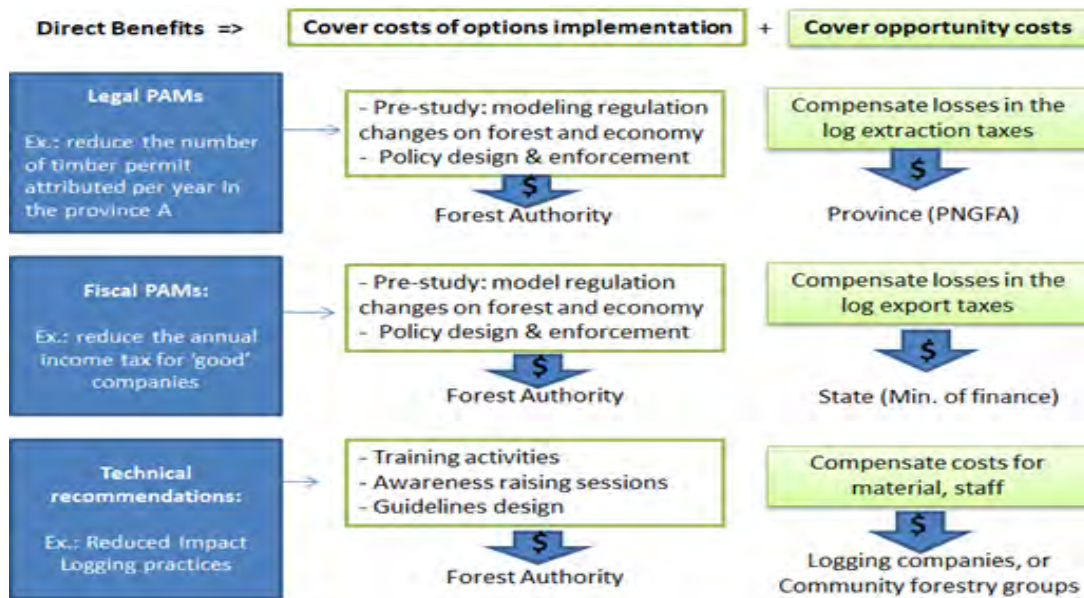 Direct Benefits =>
Cover costs of options implementation
+
Cover opportunity costs
Legal PAMs
Ex.: reduce the number
of timber permit
attributed per year in
the province A
- Pre-study: modeling regulation
changes on forest and economy
- Policy design & enforcement
$
Forest Authority
Compensate losses in the
log extraction taxes
$
Province (PNGFA)
Fiscal PAMs:
Ex.: reduce the annual
income tax for 'good'
companies
- Pre-study: model regulation
changes on forest and economy
- Policy design & enforcement
$
Forest Authority
Compensate losses in the
log export taxes
$
State (Min. of finance)
Technical
recommendations:
Ex.: Reduced Impact
Logging practices
- Training activities
- Awareness raising sessions
- Guidelines design
$
Forest Authority
Compensate costs for
material, staff
$
Logging companies, or
Community forestry groups